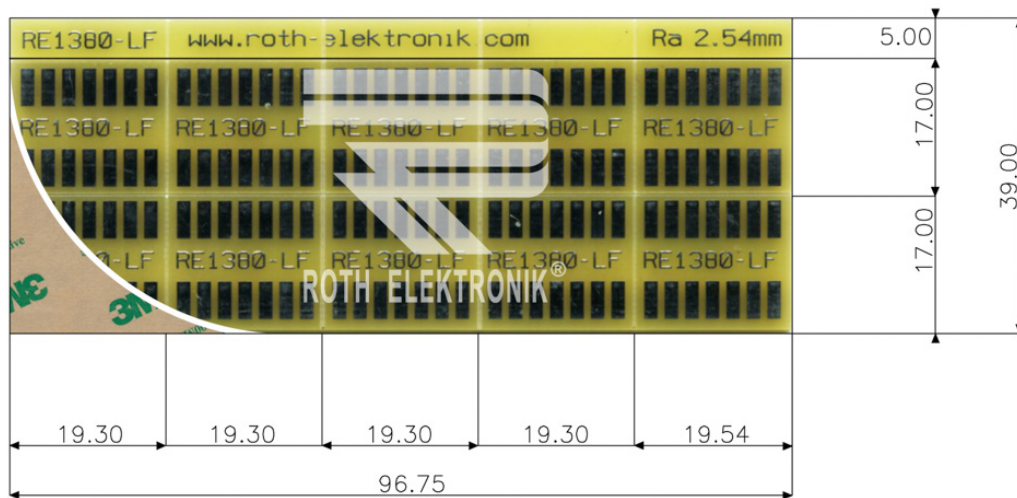 RE1380-LF www.roth-elektronik.com Ra 2.54mm
5.00
RE1380-LF RE1380-LF RE1380-LF RE1380-LF RE1380-LF
17.00
39.00
17.00
RE1380-LF RE1380-LF RE1380-LF RE1380-LF
ROTH ELEKTRONIK®
3M
19.30 19.30 19.30 19.30 19.54
96.75